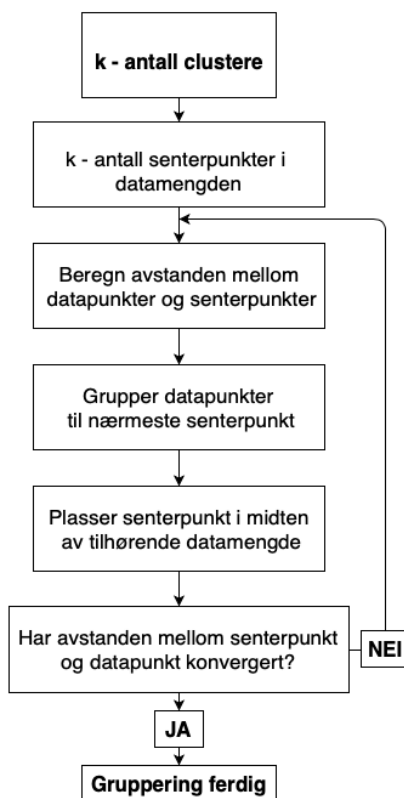 k - antall clustere
k - antall senterpunkter i
datamengden
Beregn avstanden mellom
datapunkter og senterpunkter
Grupper datapunkter
til nærmeste senterpunkt
Plasser senterpunkt i midten
av tilhørende datamengde
Har avstanden mellom senterpunkt
og datapunkt konvergert?
NEI
JA
Gruppering ferdig